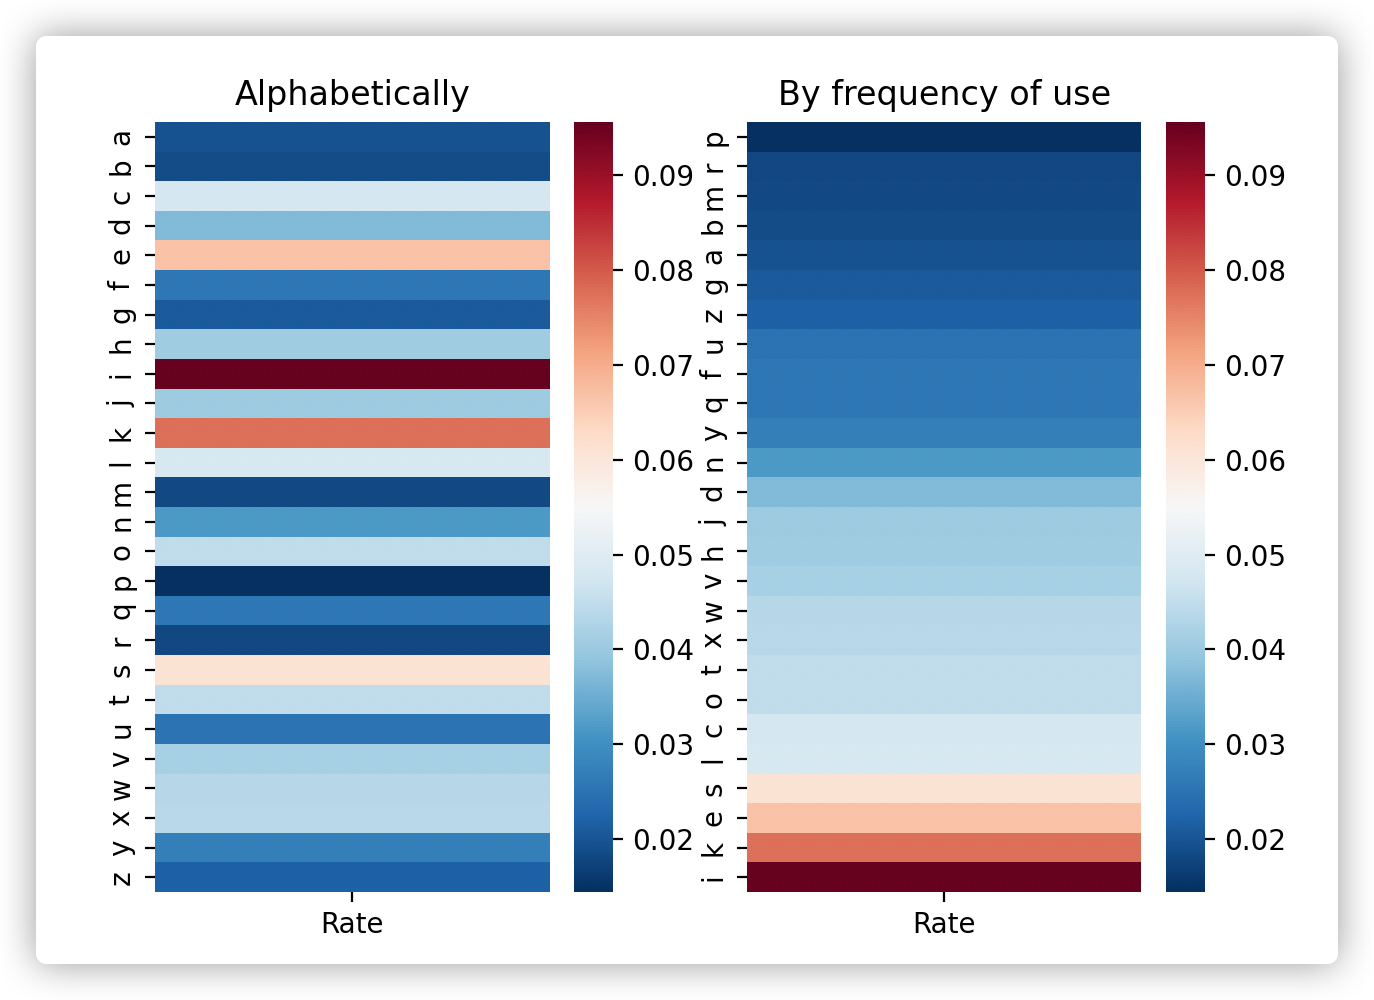 Alphabetically
a
b
c
d
e
f
g
h
i
j
k
l
m
n
o
p
q
r
s
t
u
v
w
x
y
z
Rate
0.09
0.08
0.07
0.06
0.05
0.04
0.03
0.02
By frequency of use
p
r
m
b
a
g
z
u
f
q
y
n
d
j
h
v
w
x
t
o
c
l
s
e
k
i
Rate
0.09
0.08
0.07
0.06
0.05
0.04
0.03
0.02